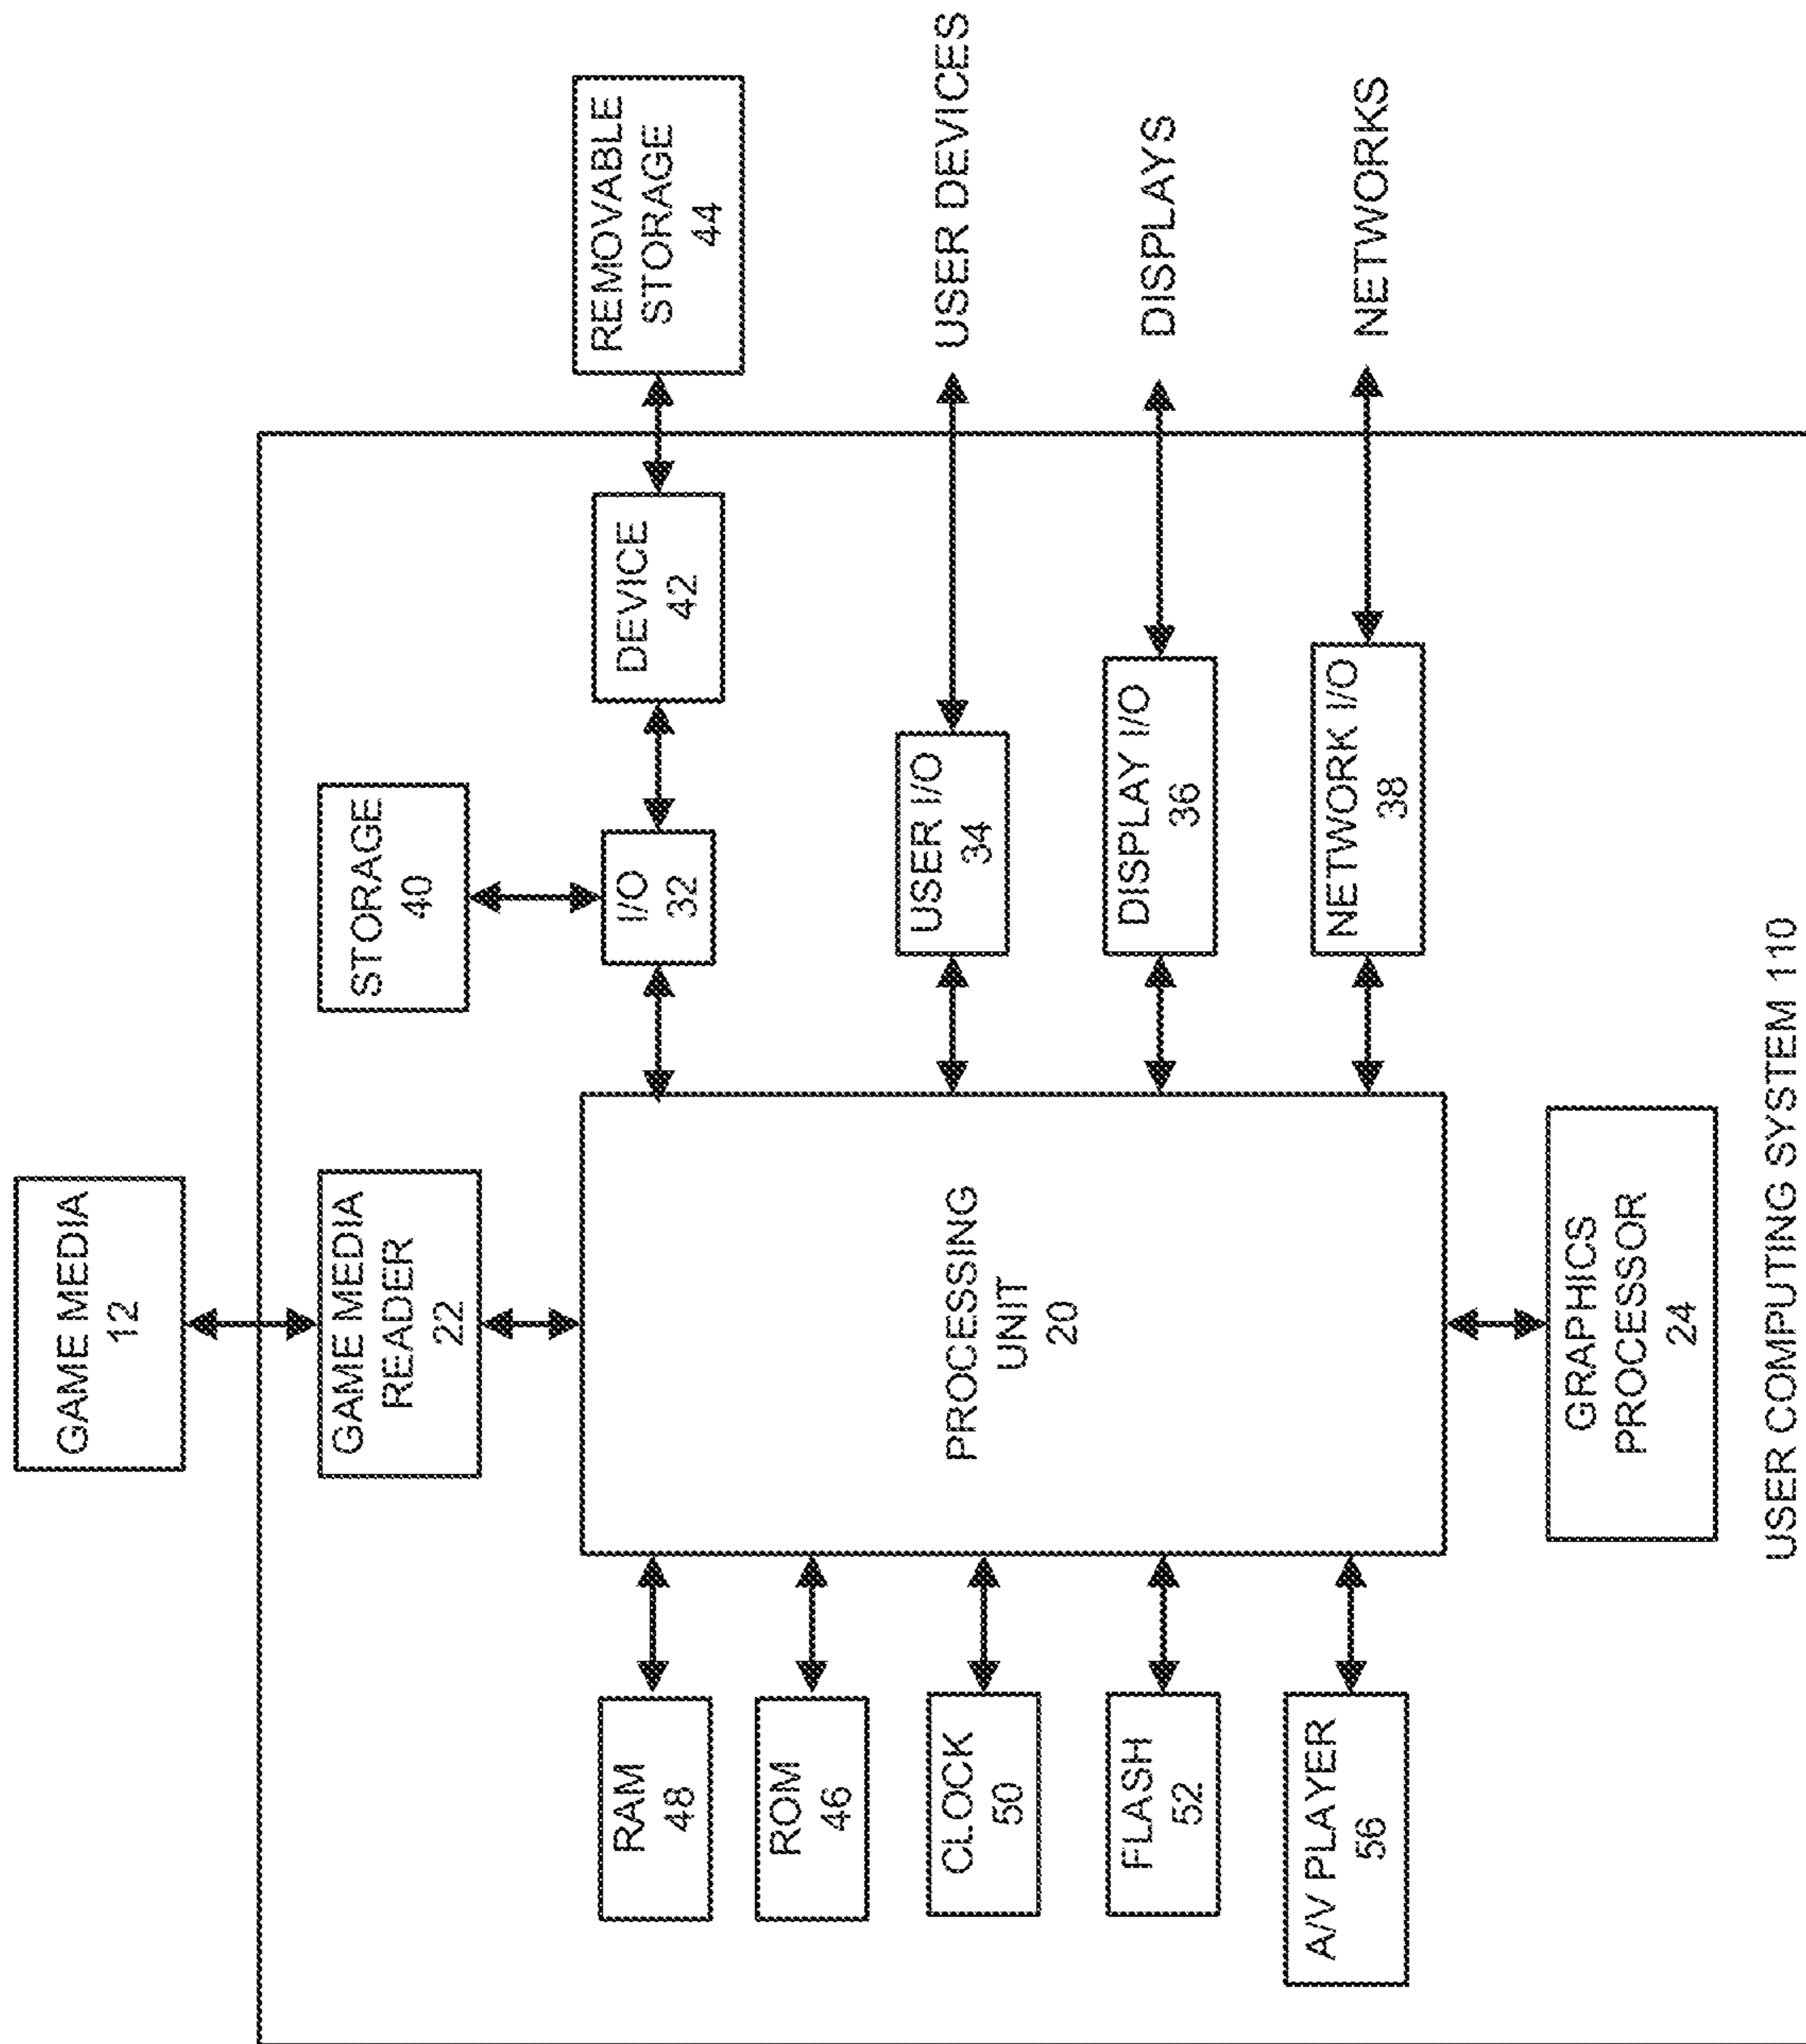 GAME MEDIA
12
GAME MEDIA
READER
22
STORAGE
40
RAM
48
ROM
46
CLOCK
50
FLASH
52
A/V PLAYER
56
PROCESSING
UNIT
20
I/O
32
DEVICE
42
REMOVABLE
STORAGE
44
USER I/O
34
USER DEVICES
DISPLAY I/O
36
DISPLAYS
NETWORK I/O
38
NETWORKS
GRAPHICS
PROCESSOR
24
USER COMPUTING SYSTEM 110